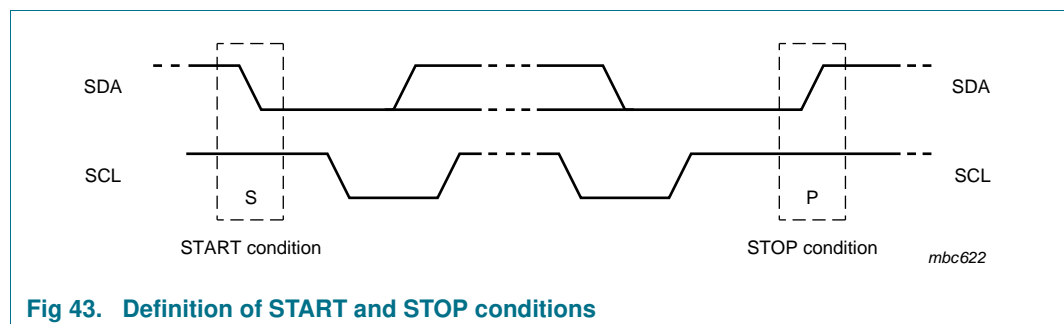 SDA SDA
SCL SCL
S P
START condition STOP condition
mbc622
Fig 43. Definition of START and STOP conditions